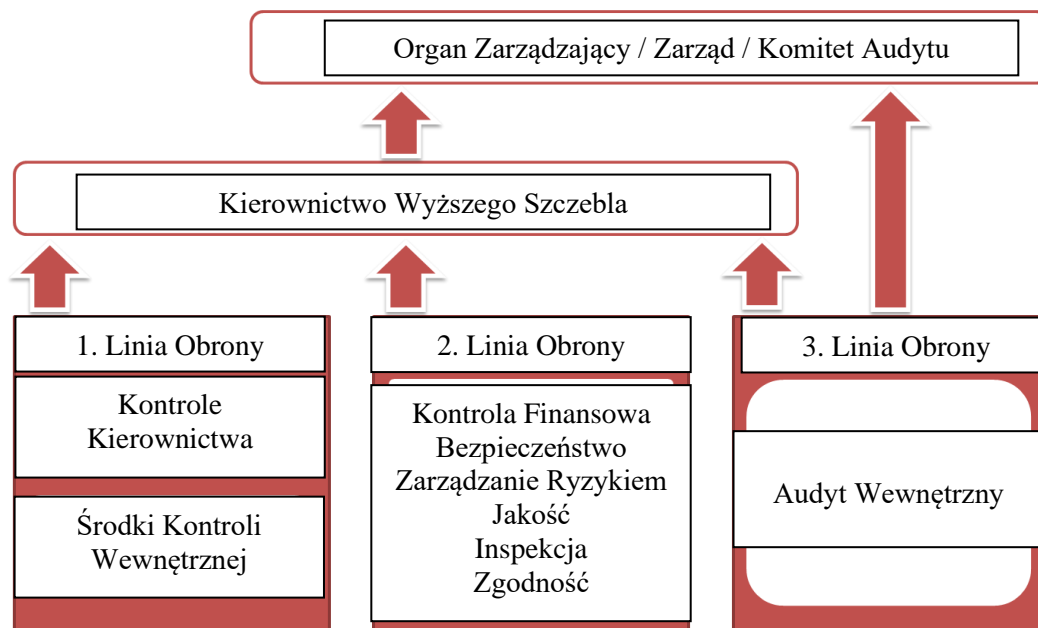 Organ Zarządzający / Zarząd / Komitet Audytu
Kierownictwo Wyższego Szczebla
1. Linia Obrony
Kontrole
Kierownictwa
Środki Kontroli
Wewnętrznej
2. Linia Obrony
Kontrola Finansowa
Bezpieczeństwo
Zarządzanie Ryzykiem
Jakość
Inspekcja
Zgodność
3. Linia Obrony
Audyt Wewnętrzny